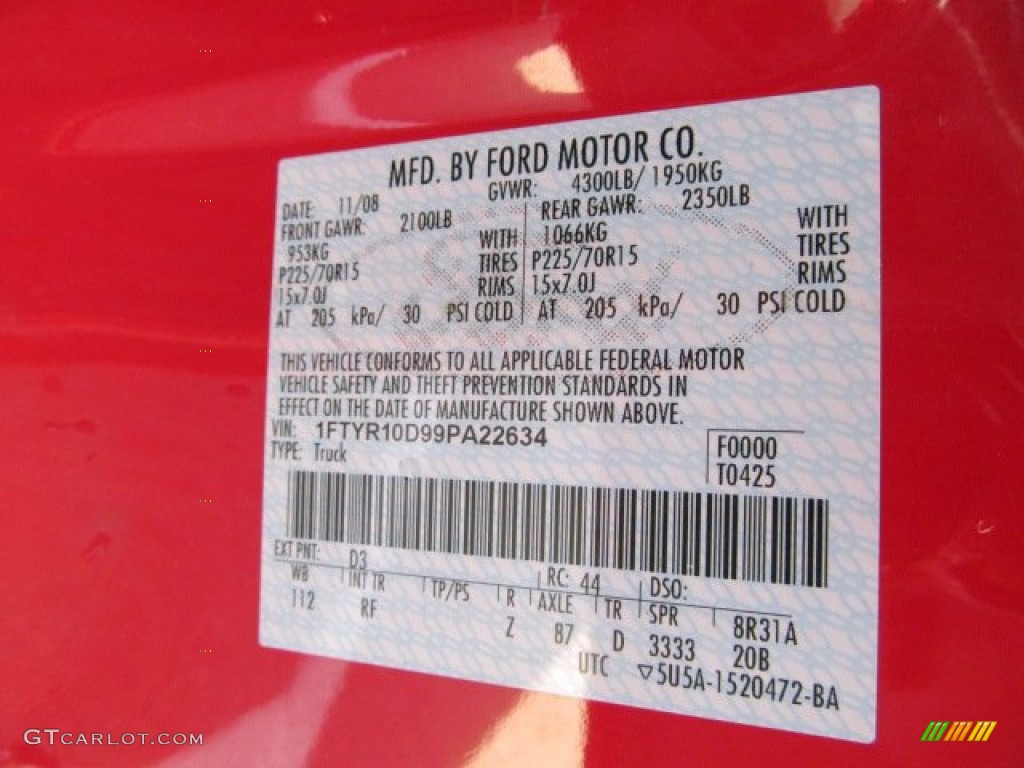 MFD. BY FORD MOTOR CO.
DATE: 11/08 GVWR: 4300LB/ 1950KG
FRONT GAWR: 2100LB REAR GAWR: 2350LB
953KG WITH 1066KG WITH
P225/70R15 TIRES P225/70R15 TIRES
15x7.0J RIMS 15x7.0J RIMS
AT 205 kPa/ 30 PSI COLD AT 205 kPa/ 30 PSI COLD
THIS VEHICLE CONFORMS TO ALL APPLICABLE FEDERAL MOTOR
VEHICLE SAFETY AND THEFT PREVENTION STANDARDS IN
EFFECT ON THE DATE OF MANUFACTURE SHOWN ABOVE.
VIN: 1FTYR10D99PA22634 F0000
TYPE: Truck T0425
EXT PNT: D3 RC: 44 DSO:
WB INT TR TP/PS R AXLE TR SPR 8R31A
112 RF Z 87 D 3333 20B
UTC ▽5U5A-1520472-BA
GTCARLOT.COM